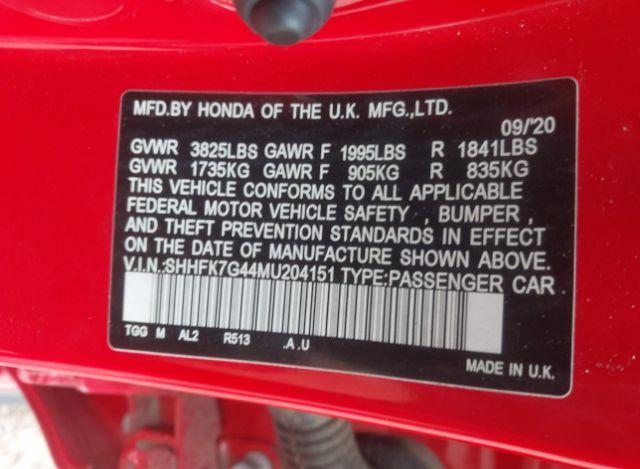 MFD.BY HONDA OF THE U.K. MFG.,LTD.
09/'20
GVWR 3825LBS GAWR F 1995LBS R 1841LBS
GVWR 1735KG GAWR F 905KG R 835KG
THIS VEHICLE CONFORMS TO ALL APPLICABLE
FEDERAL MOTOR VEHICLE SAFETY , BUMPER ,
AND THEFT PREVENTION STANDARDS IN EFFECT
ON THE DATE OF MANUFACTURE SHOWN ABOVE.
V.I.N.:SHHFK7G44MU204151 TYPE:PASSENGER CAR
TGG M AL2 R513 .A .U
MADE IN U.K.